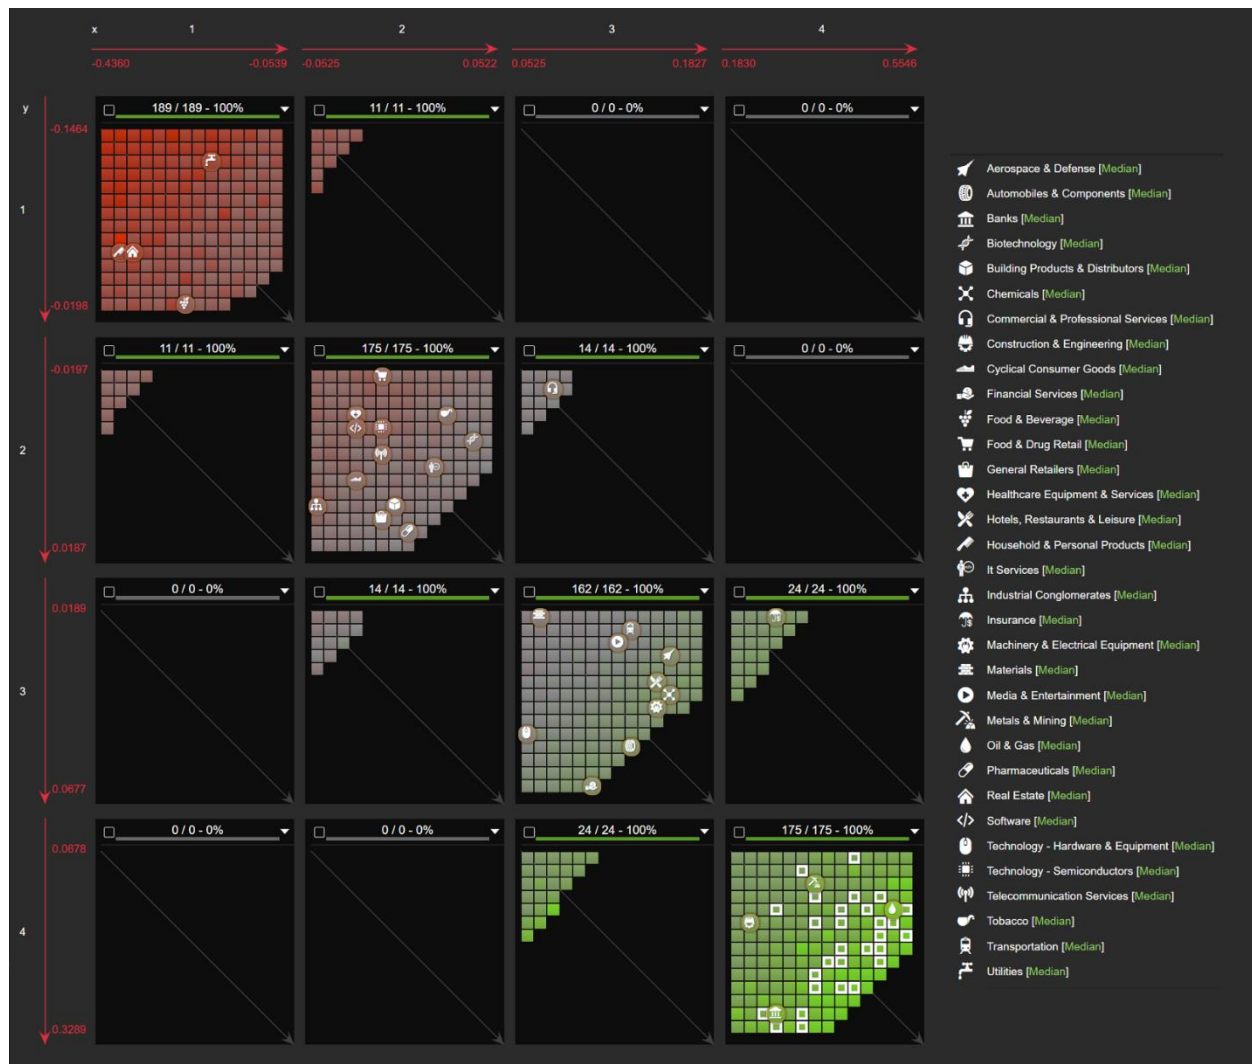 x 1 2 3 4
-0.4360 -0.0539 -0.0525 0.0522 0.0525 0.1827 0.1830 0.5546
y
189 / 189 - 100% 11 / 11 - 100% 0 / 0 - 0% 0 / 0 - 0%
-0.1464
1
-0.0198
11 / 11 - 100% 175 / 175 - 100% 14 / 14 - 100% 0 / 0 - 0%
-0.0197
2
0.0187
0 / 0 - 0% 14 / 14 - 100% 162 / 162 - 100% 24 / 24 - 100%
0.0189
3
0.0677
0 / 0 - 0% 0 / 0 - 0% 24 / 24 - 100% 175 / 175 - 100%
0.0678
4
0.3289
Aerospace & Defense [Median]
Automobiles & Components [Median]
Banks [Median]
Biotechnology [Median]
Building Products & Distributors [Median]
Chemicals [Median]
Commercial & Professional Services [Median]
Construction & Engineering [Median]
Cyclical Consumer Goods [Median]
Financial Services [Median]
Food & Beverage [Median]
Food & Drug Retail [Median]
General Retailers [Median]
Healthcare Equipment & Services [Median]
Hotels, Restaurants & Leisure [Median]
Household & Personal Products [Median]
It Services [Median]
Industrial Conglomerates [Median]
Insurance [Median]
Machinery & Electrical Equipment [Median]
Materials [Median]
Media & Entertainment [Median]
Metals & Mining [Median]
Oil & Gas [Median]
Pharmaceuticals [Median]
Real Estate [Median]
Software [Median]
Technology - Hardware & Equipment [Median]
Technology - Semiconductors [Median]
Telecommunication Services [Median]
Tobacco [Median]
Transportation [Median]
Utilities [Median]